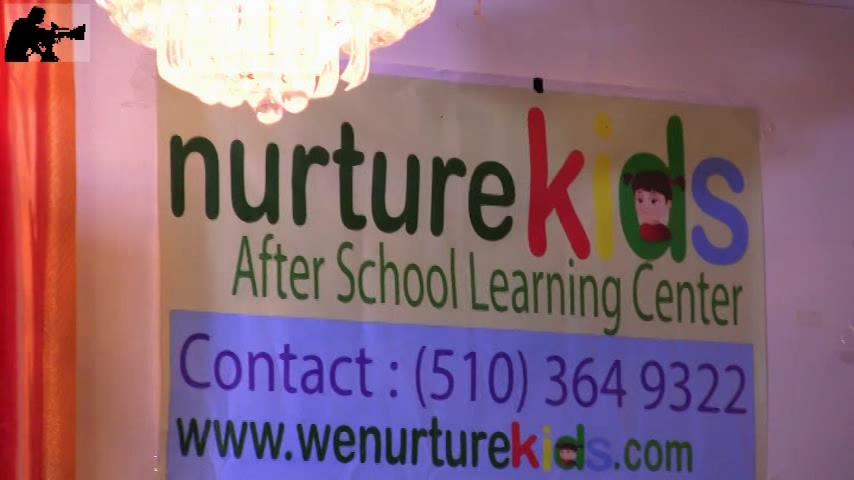 nurturekids
After School Learning Center
Contact : (510) 364 9322
www.wenurturekids.com